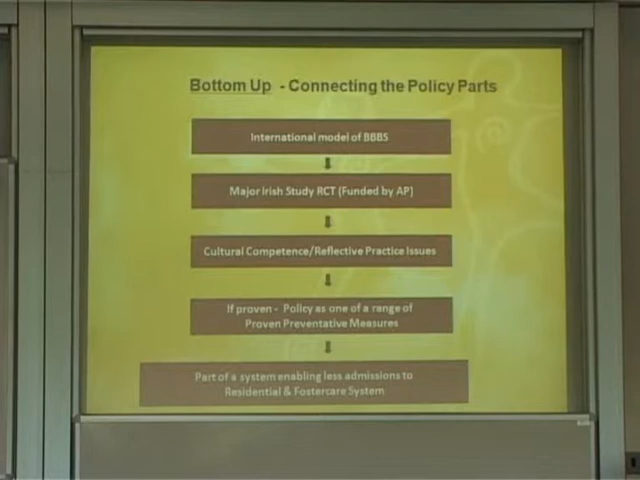 Bottom Up - Connecting the Policy Parts
International model of BBBS
Major Irish Study RCT (Funded by AP)
Cultural Competence/Reflective Practice Issues
If proven - Policy as one of a range of
Proven Preventative Measures
Part of a system enabling less admissions to
Residential & Fostercare System